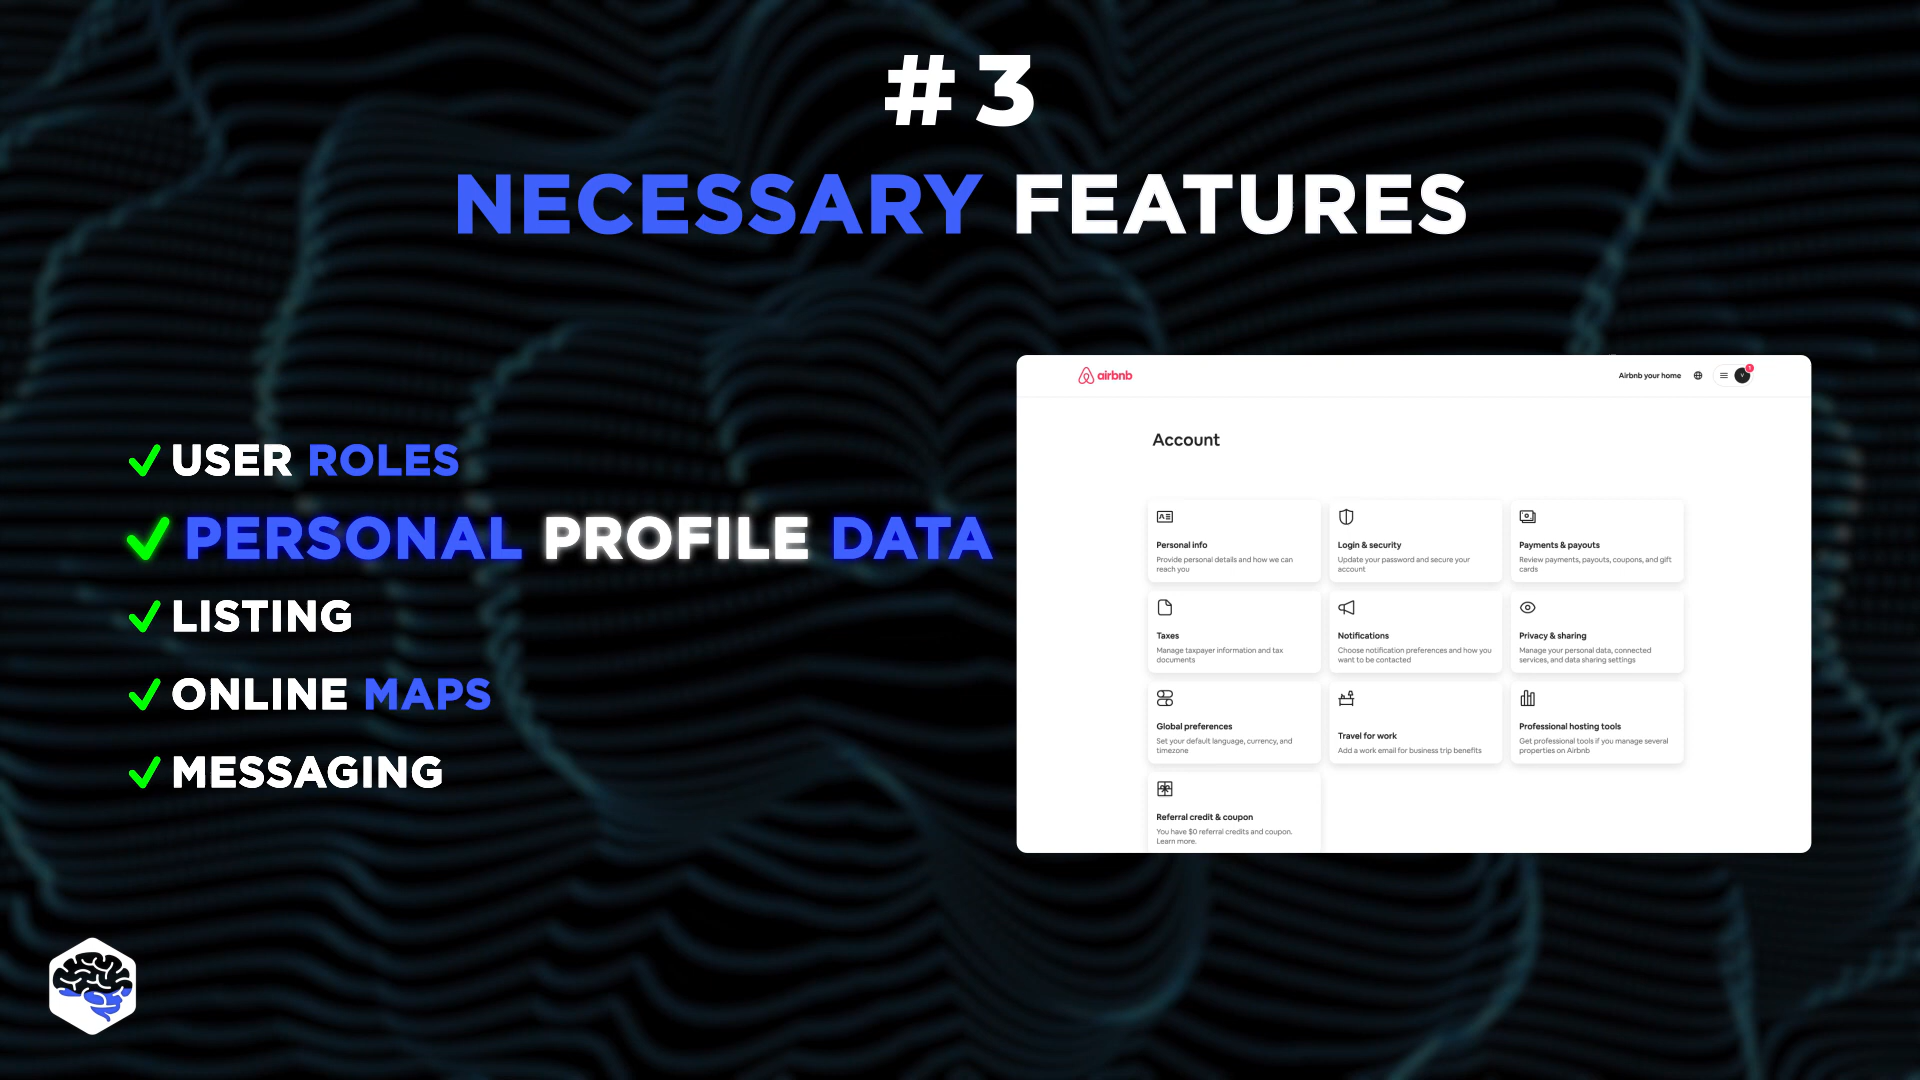 #3
NECESSARY FEATURES
USER ROLES
PERSONAL PROFILE DATA
LISTING
ONLINE MAPS
MESSAGING
airbnb
Airbnb your home
Account
Personal info
Provide personal details and how we can
reach you
Login & security
Update your password and secure your
account
Payments & payouts
Review payments, payouts, coupons, and gift
cards
Taxes
Manage taxpayer information and tax
documents
Notifications
Choose notification preferences and how you
want to be contacted
Privacy & sharing
Manage your personal data, connected
services, and data sharing settings
Global preferences
Set your default language, currency, and
timezone
Travel for work
Add a work email for business trip benefits
Professional hosting tools
Get professional tools if you manage several
properties on Airbnb
Referral credit & coupon
You have $0 referral credits and coupon.
Learn more.